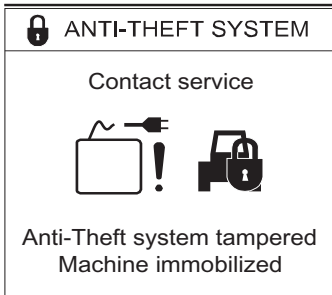 ANTI-THEFT SYSTEM
Contact service
Anti-Theft system tampered
Machine immobilized